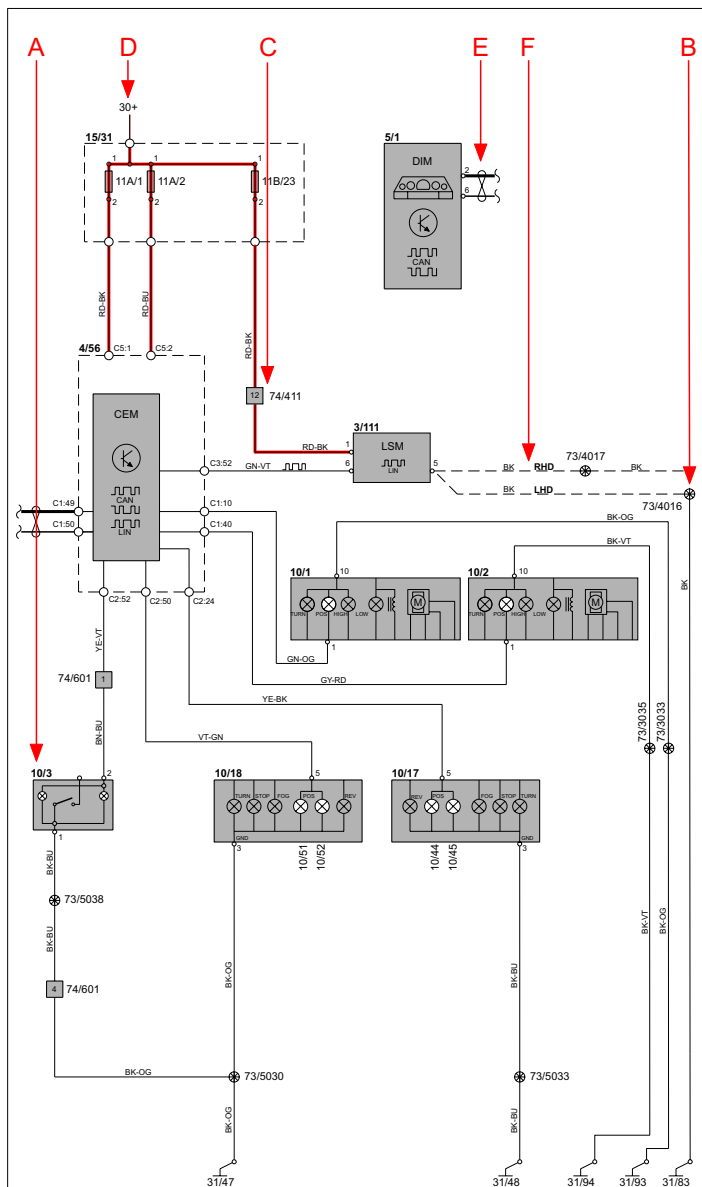 A D C E F B
30+
15/31
5/1
1 1 1
11A/1 11A/2 11B/23
2 2 2
DIM
2
6
CAN
RD-BK RD-BU
RD-BK
4/56 C5:1 C5:2
12 74/411
CEM
3/111
RD-BK 1 LSM
C3:52 GN-VT 6 LIN 5
BK RHD 73/4017 BK
BK LHD
73/4016
CAN
LIN
C1:49 C1:10
C1:50 C1:40
BK-OG
BK-VT
BK
10/1 10 10/2 10
TURN POS HIGH LOW M
TURN POS HIGH LOW M
1 1
C2:52 C2:50 C2:24
YE-VT
GN-OG
GY-RD
74/601 1
YE-BK
BN-BU
VT-GN
73/3035 73/3033
10/3 2
1
10/18 5
TURN STOP FOG POS REV
GND
3
10/51 10/52
10/17 5
REV POS FOG STOP TURN
GND
3
10/44 10/45
BK-BU
73/5038
BK-BU
4 74/601
BK-OG
BK-BU
BK-VT
BK-OG
BK-OG 73/5030
73/5033
BK-OG
BK-BU
31/47 31/48 31/94 31/93 31/83